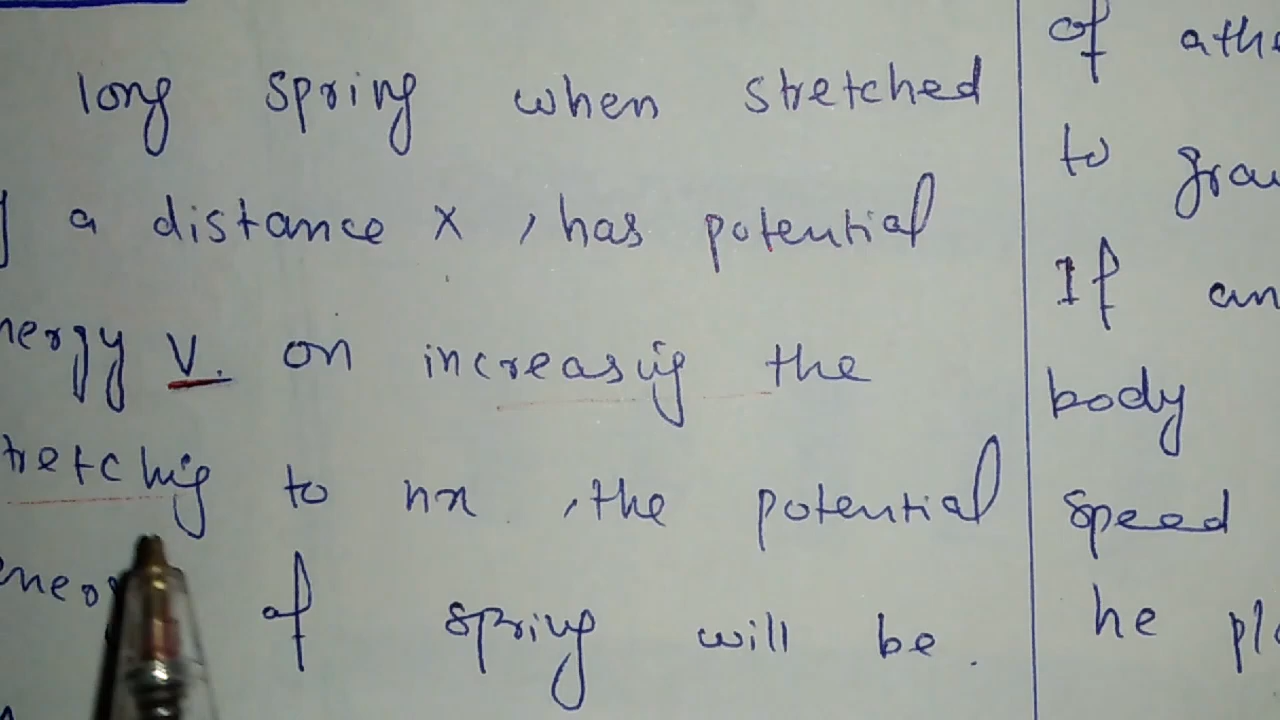 long spring when stretched
a distance x, has potential
energy V. on increasing the
stretching to nx, the potential
of spring will be.
of
to
If an
body
speed
he